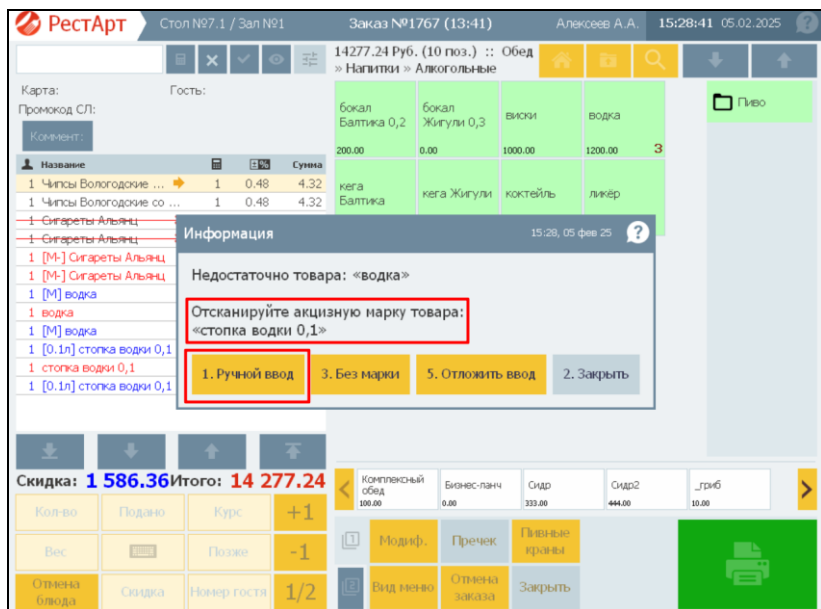 РестАрт
Стол №7.1 / Зал №1
Заказ №1767 (13:41)
Алексеев А.А.
15:28:41 05.02.2025
?
14277.24 Руб. (10 поз.) :: Обед
» Напитки » Алкогольные
Карта:
Гость:
Промокод СЛ:
Коммент:
Название
±%
Сумма
1 Чипсы Вологодские ... 1 0.48 4.32
1 Чипсы Вологодские со ... 1 0.48 4.32
1 Сигареты Альянц
1 Сигареты Альянц
1 [М-] Сигареты Альянц
1 [М-] Сигареты Альянц
1 [М] водка
1 водка
1 [М] водка
1 [0.1л] стопка водки 0,1
1 стопка водки 0,1
1 [0.1л] стопка водки 0,1
бокал
Балтика 0,2
200.00
бокал
Жигули 0,3
0.00
виски
1000.00
водка
1200.00
3
кега
Балтика
кега Жигули
коктейль
ликёр
Пиво
Информация
15:28, 05 фев 25
?
Недостаточно товара: «водка»
Отсканируйте акцизную марку товара:
«стопка водки 0,1»
1. Ручной ввод
3. Без марки
5. Отложить ввод
2. Закрыть
Скидка: 1 586.36
Итого: 14 277.24
Кол-во
Подано
Курс
+1
Вес
Позже
-1
Отмена
блюда
Скидка
Номер гостя
1/2
Комплексный
обед
100.00
Бизнес-ланч
0.00
Сидр
333.00
Сидр2
444.00
_гриб
10.00
1
Модиф.
Пречек
Пивные
краны
2
Вид меню
Отмена
заказа
Закрыть